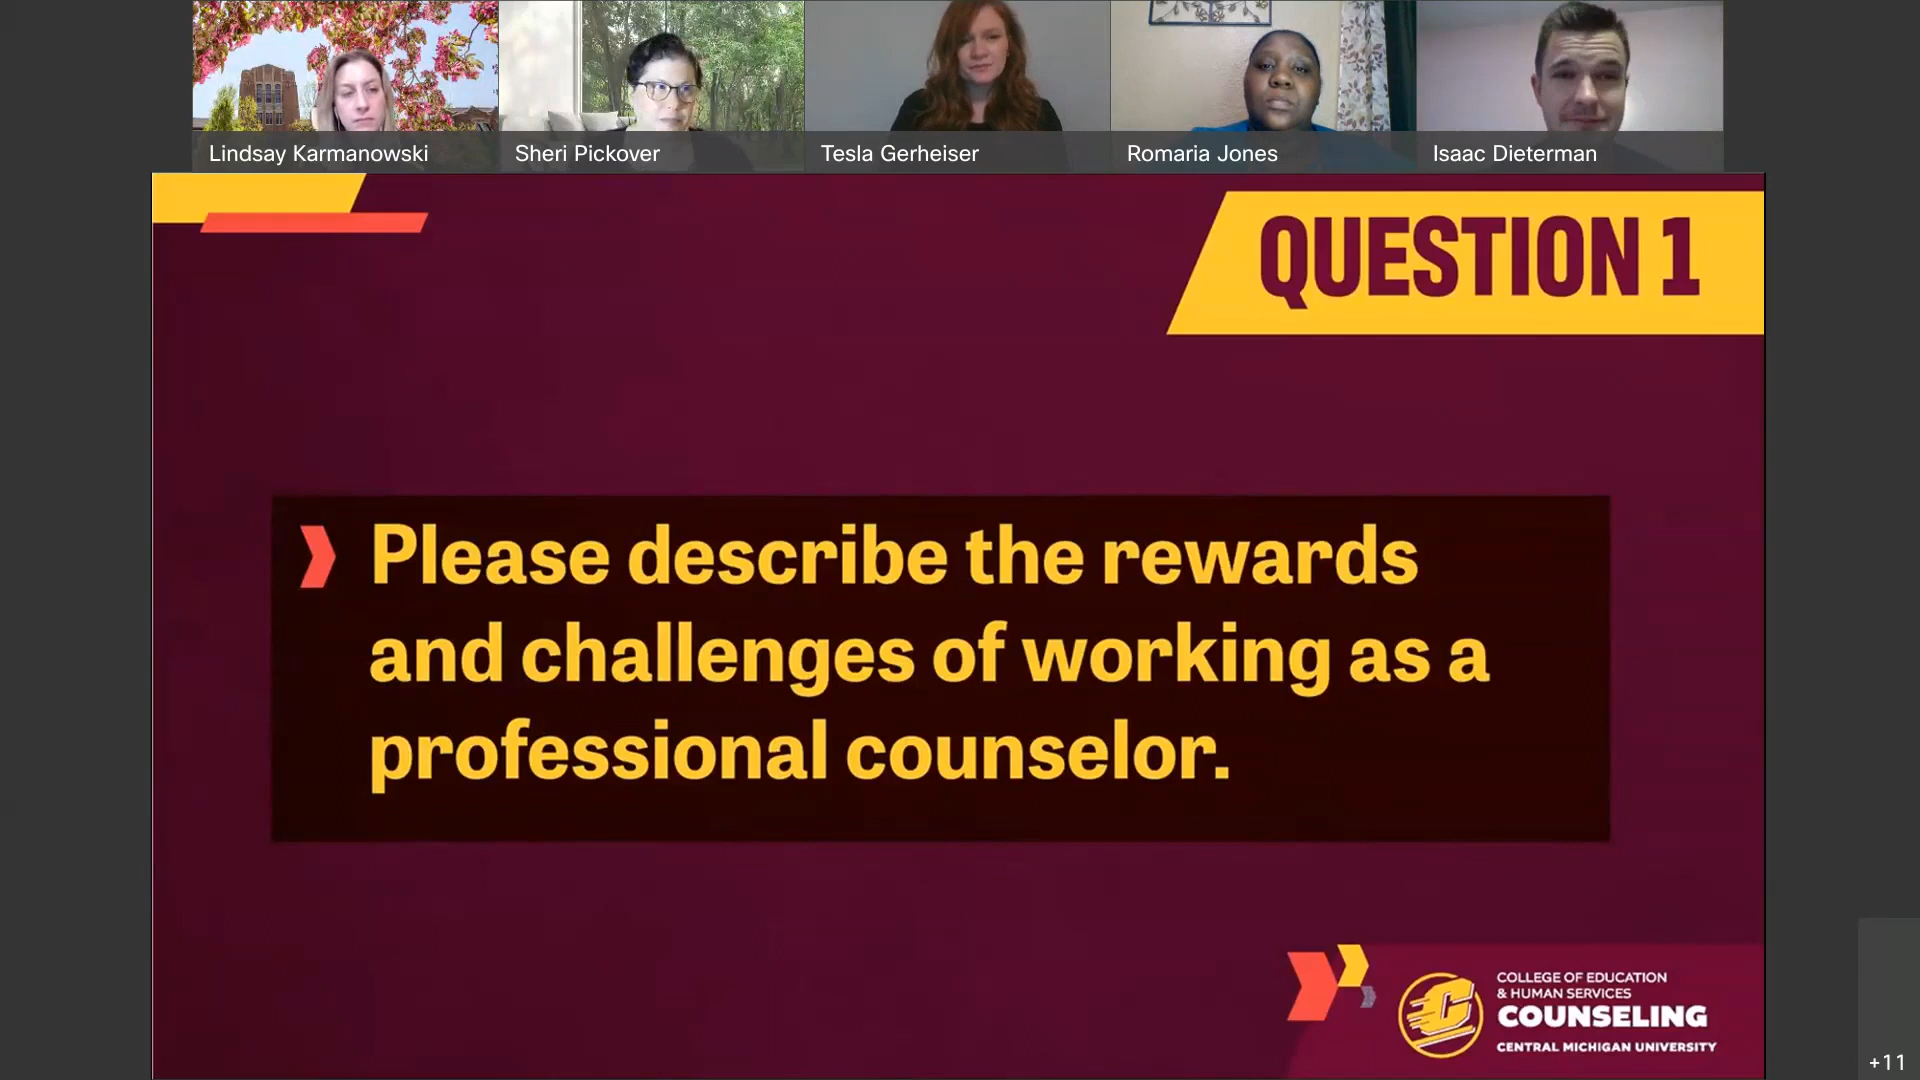 Lindsay Karmanowski
Sheri Pickover
Tesla Gerheiser
Romaria Jones
Isaac Dieterman
QUESTION 1
Please describe the rewards
and challenges of working as a
professional counselor.
COLLEGE OF EDUCATION
& HUMAN SERVICES
COUNSELING
CENTRAL MICHIGAN UNIVERSITY
+11